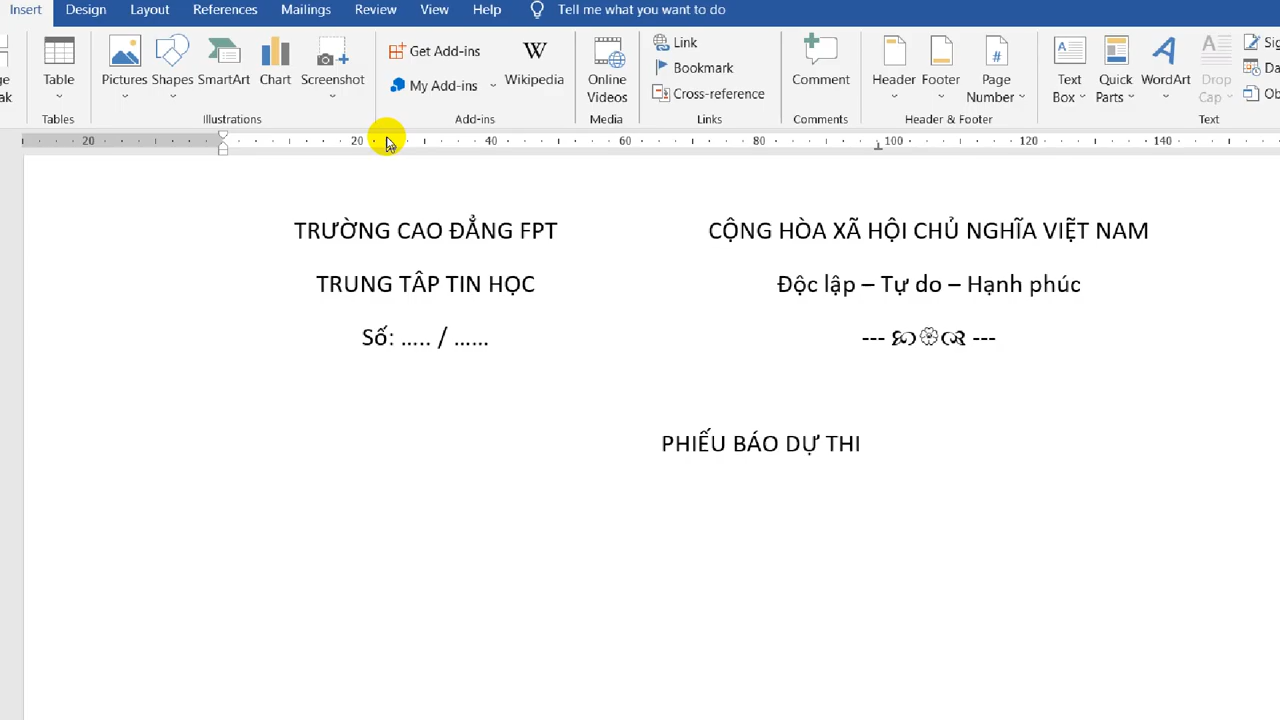 Insert Design Layout References Mailings Review View Help Tell me what you want to do
Table Pictures Shapes SmartArt Chart Screenshot Get Add-ins My Add-ins Wikipedia Online Videos Link Bookmark Cross-reference Comment Header Footer Page Number Text Box Quick Parts WordArt Drop Cap
Tables Illustrations Add-ins Media Links Comments Header & Footer Text
20 20 40 60 80 100 120 140
TRƯỜNG CAO ĐẲNG FPT CỘNG HÒA XÃ HỘI CHỦ NGHĨA VIỆT NAM
TRUNG TÂP TIN HỌC Độc lập – Tự do – Hạnh phúc
Số: ….. / ……
PHIẾU BÁO DỰ THI